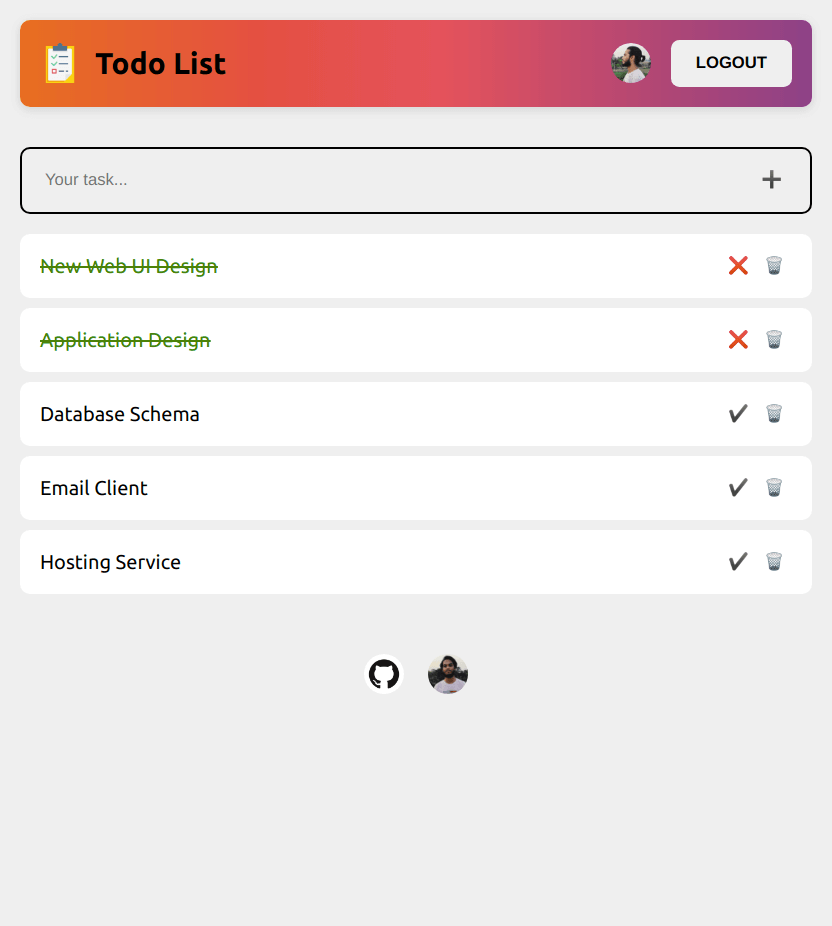 Todo List
LOGOUT
Your task...
New Web UI Design
Application Design
Database Schema
Email Client
Hosting Service